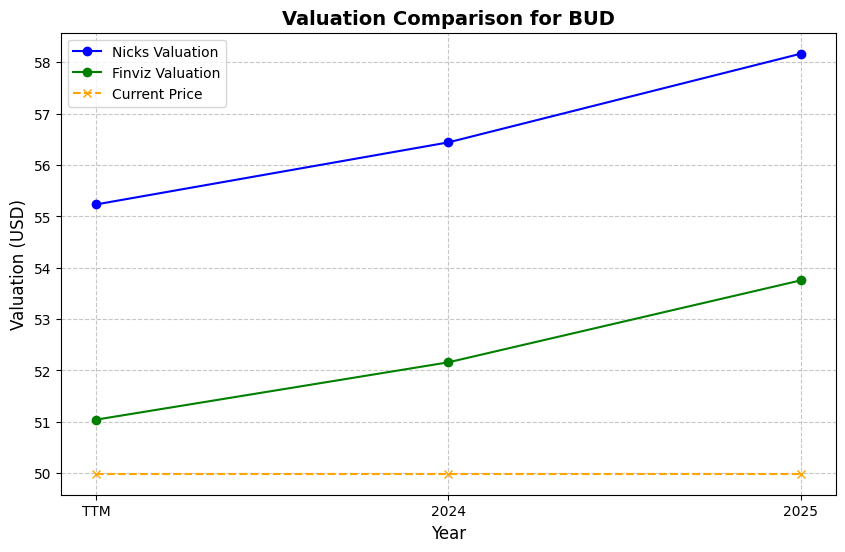 Valuation Comparison for BUD
Nicks Valuation
Finviz Valuation
Current Price
Valuation (USD)
58
57
56
55
54
53
52
51
50
TTM
2024
2025
Year